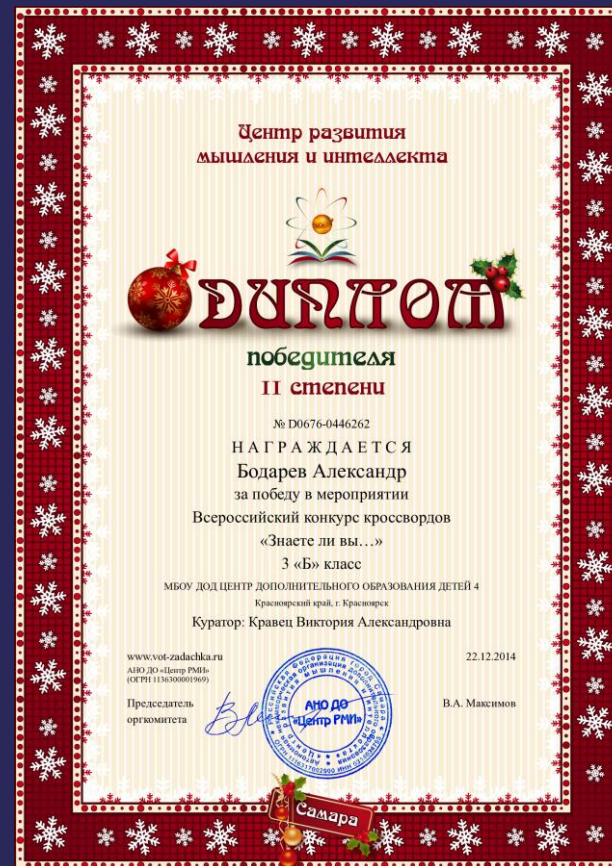 Центр развития
мышления и интеллекта
ДИПЛОМ
победителя
II степени
№ D0676-0446262
НАГРАЖДАЕТСЯ
Бодарев Александр
за победу в мероприятии
Всероссийский конкурс кроссвордов
«Знаете ли вы…»
3 «Б» класс
МБОУ ДОД ЦЕНТР ДОПОЛНИТЕЛЬНОГО ОБРАЗОВАНИЯ ДЕТЕЙ 4
Красноярский край, г. Красноярск
Куратор: Кравец Виктория Александровна
www.vot-zadachka.ru
22.12.2014
АНО ДО «Центр РМИ»
(ОГРН 1136300001969)
Председатель
оргкомитета
В.А. Максимов
АНО ДО
«Центр РМИ»
Самара